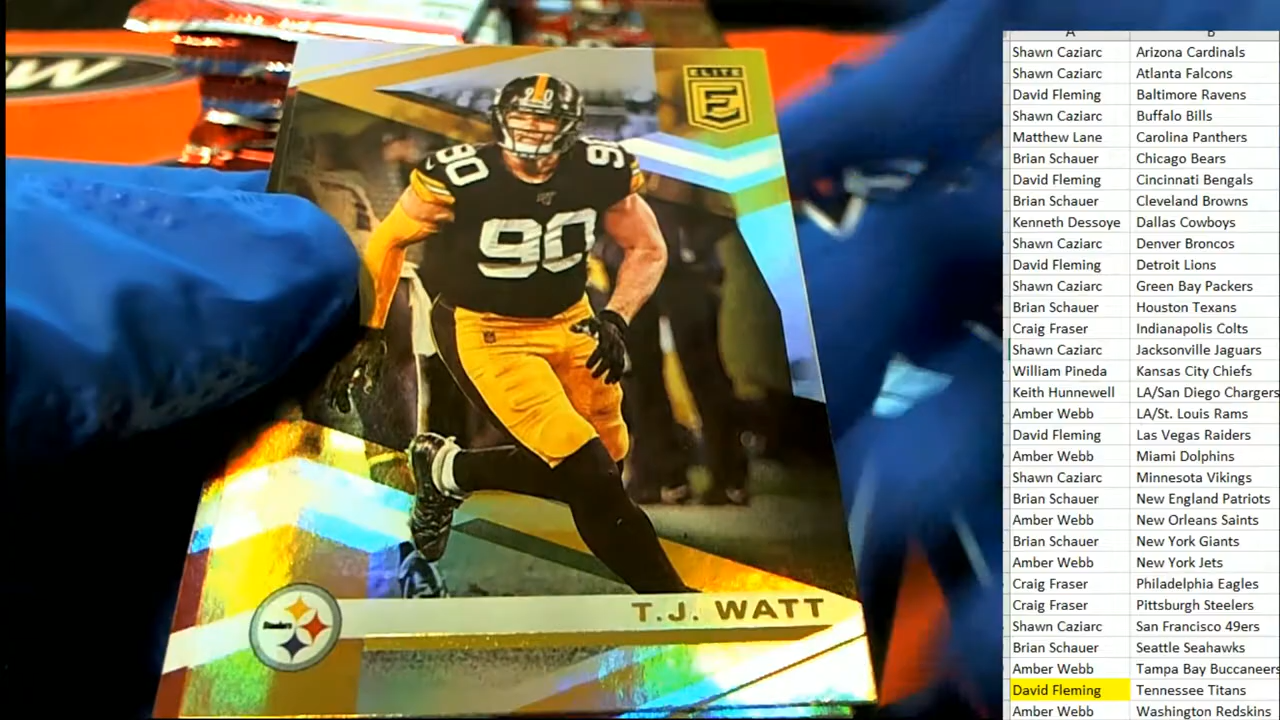 W
ELITE
E
90
90
90
90
Steelers
T.J. WATT
A B
Shawn Caziarc Arizona Cardinals
Shawn Caziarc Atlanta Falcons
David Fleming Baltimore Ravens
Shawn Caziarc Buffalo Bills
Matthew Lane Carolina Panthers
Brian Schauer Chicago Bears
David Fleming Cincinnati Bengals
Brian Schauer Cleveland Browns
Kenneth Dessoye Dallas Cowboys
Shawn Caziarc Denver Broncos
David Fleming Detroit Lions
Shawn Caziarc Green Bay Packers
Brian Schauer Houston Texans
Craig Fraser Indianapolis Colts
Shawn Caziarc Jacksonville Jaguars
William Pineda Kansas City Chiefs
Keith Hunnewell LA/San Diego Chargers
Amber Webb LA/St. Louis Rams
David Fleming Las Vegas Raiders
Amber Webb Miami Dolphins
Shawn Caziarc Minnesota Vikings
Brian Schauer New England Patriots
Amber Webb New Orleans Saints
Brian Schauer New York Giants
Amber Webb New York Jets
Craig Fraser Philadelphia Eagles
Craig Fraser Pittsburgh Steelers
Shawn Caziarc San Francisco 49ers
Brian Schauer Seattle Seahawks
Amber Webb Tampa Bay Buccaneers
David Fleming Tennessee Titans
Amber Webb Washington Redskins